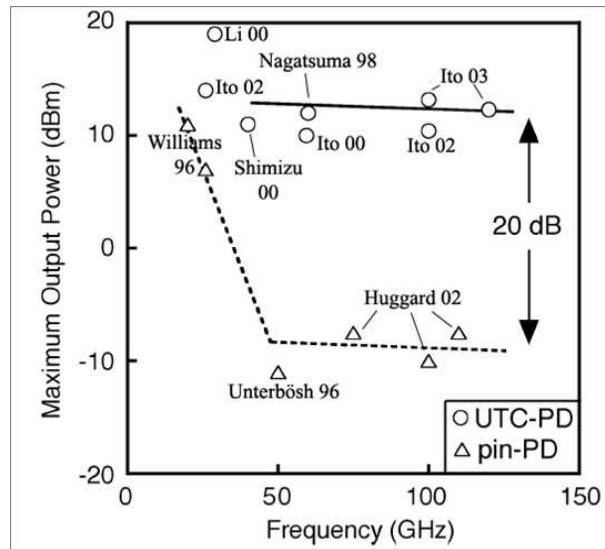 20
10
0
-10
-20
Maximum Output Power (dBm)
Li 00
Nagatsuma 98
Ito 02
Ito 03
Williams
96
Shimizu
00
Ito 00
Ito 02
20 dB
Huggard 02
Unterbösh 96
UTC-PD
pin-PD
0
50
100
150
Frequency (GHz)